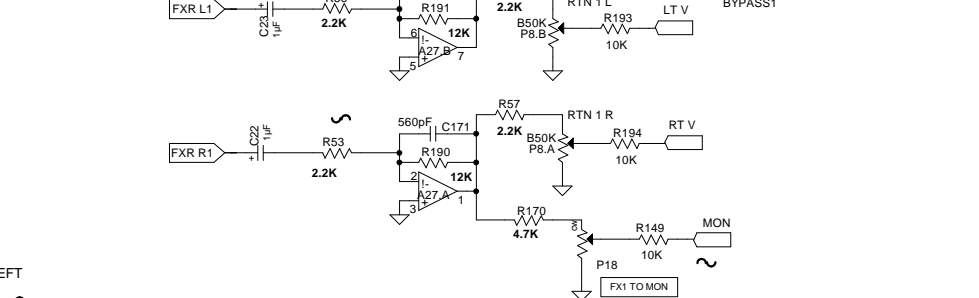 RTN 1 L
BYPASS1
FXR L1
+
C23
1µF
2.2K
R191
12K
2.2K
B50K
P8.B
R193
10K
LT V
6
!-
A27.B
+
5
7
FXR R1
+
C22
1µF
R53
2.2K
560pF
C171
R190
12K
2
!-
A27.A
+
3
1
R57
2.2K
RTN 1 R
B50K
P8.A
R194
10K
RT V
R170
4.7K
P18
R149
10K
MON
FX1 TO MON